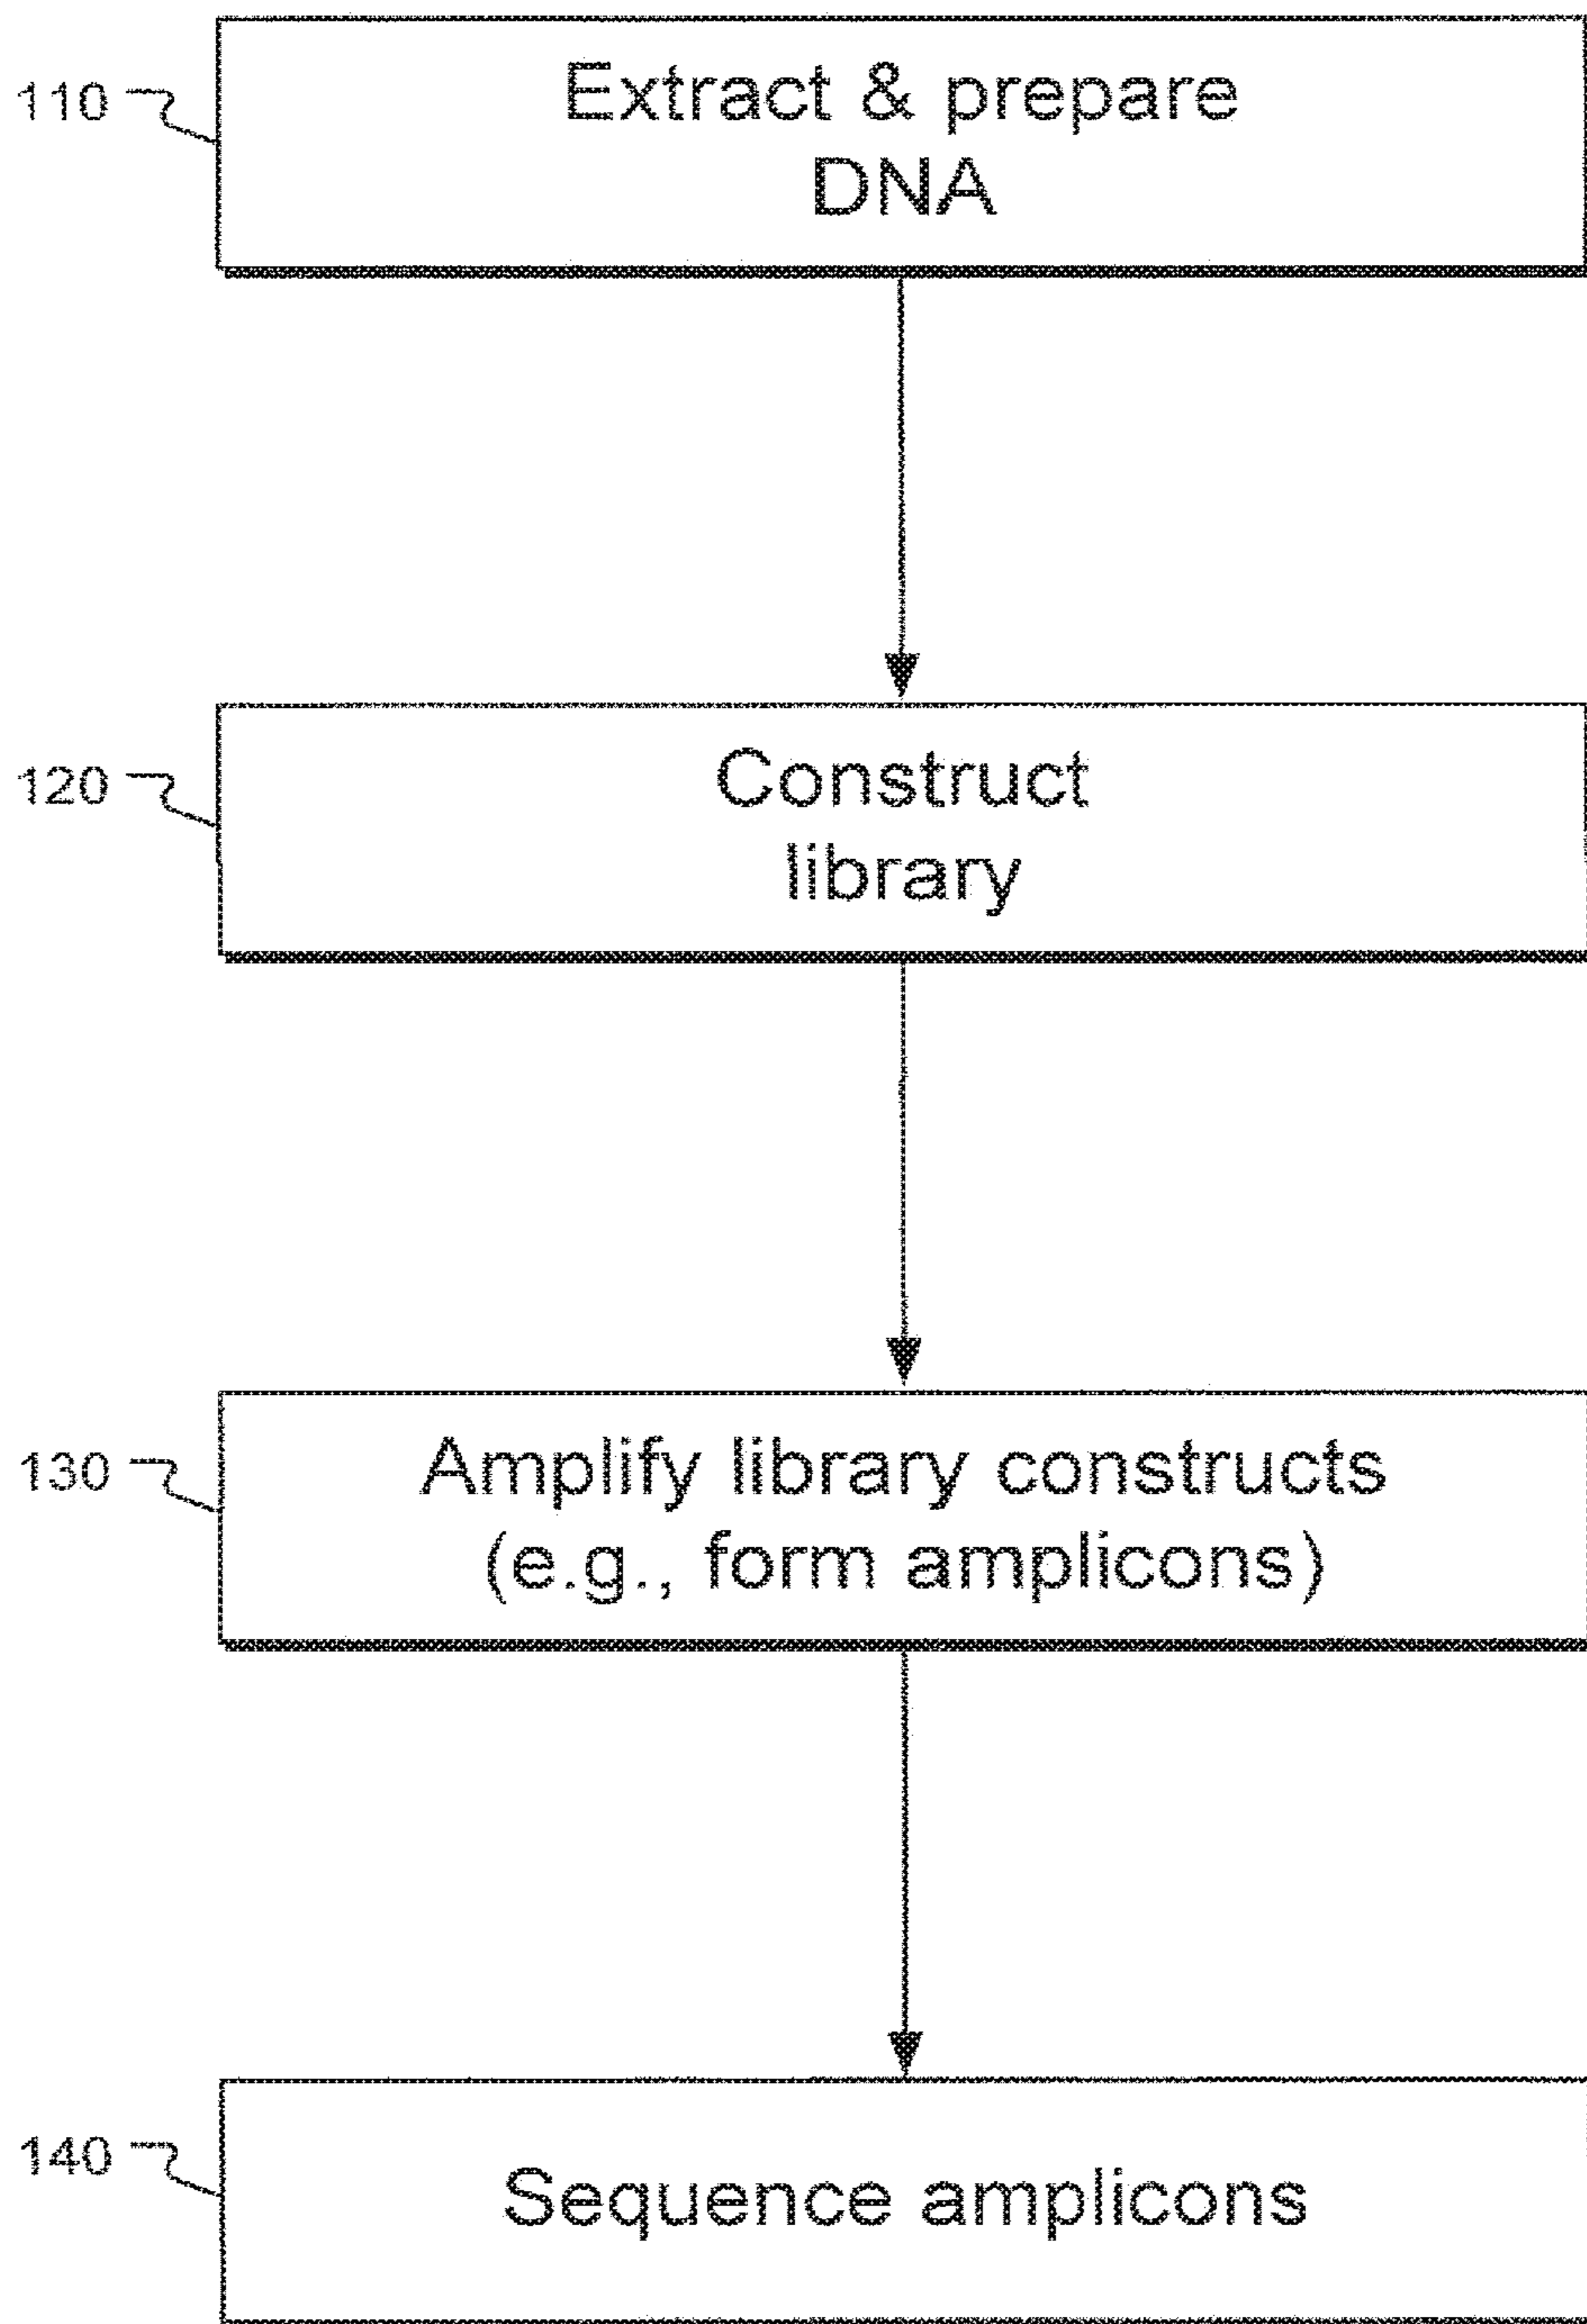 110
Extract & prepare
DNA
120
Construct
library
130
Amplify library constructs
(e.g., form amplicons)
140
Sequence amplicons